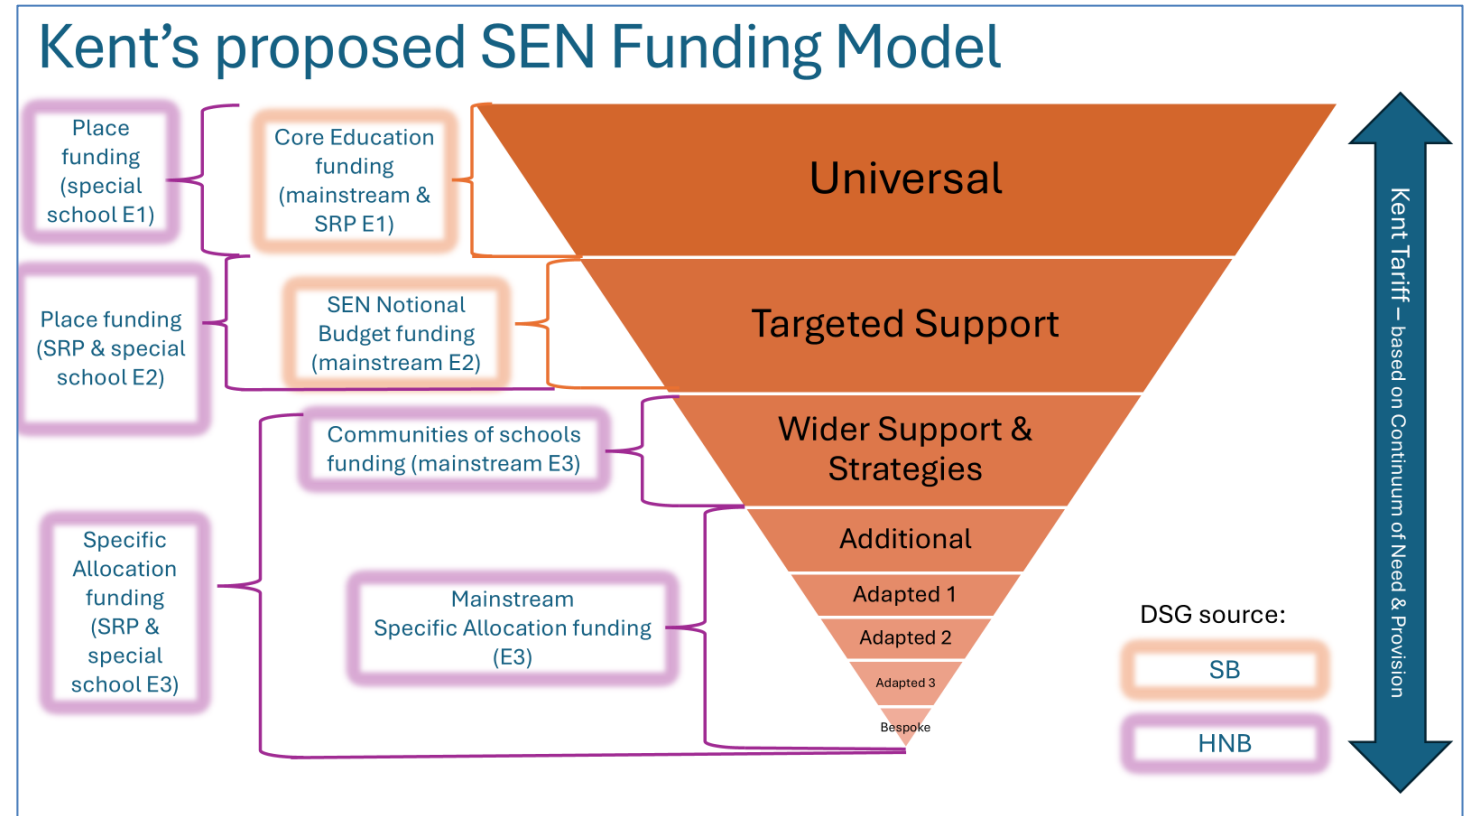 Kent's proposed SEN Funding Model
Place
funding
(special
school E1)
Core Education
funding
(mainstream &
SRP E1)
Universal
Place funding
(SRP & special
school E2)
SEN Notional
Budget funding
(mainstream E2)
Targeted Support
Communities of schools
funding (mainstream E3)
Wider Support &
Strategies
Specific
Allocation
funding
(SRP &
special
school E3)
Mainstream
Specific Allocation funding
(E3)
Additional
Adapted 1
Adapted 2
Adapted 3
Bespoke
DSG source:
SB
HNB
Kent Tariff – based on Continuum of Need & Provision